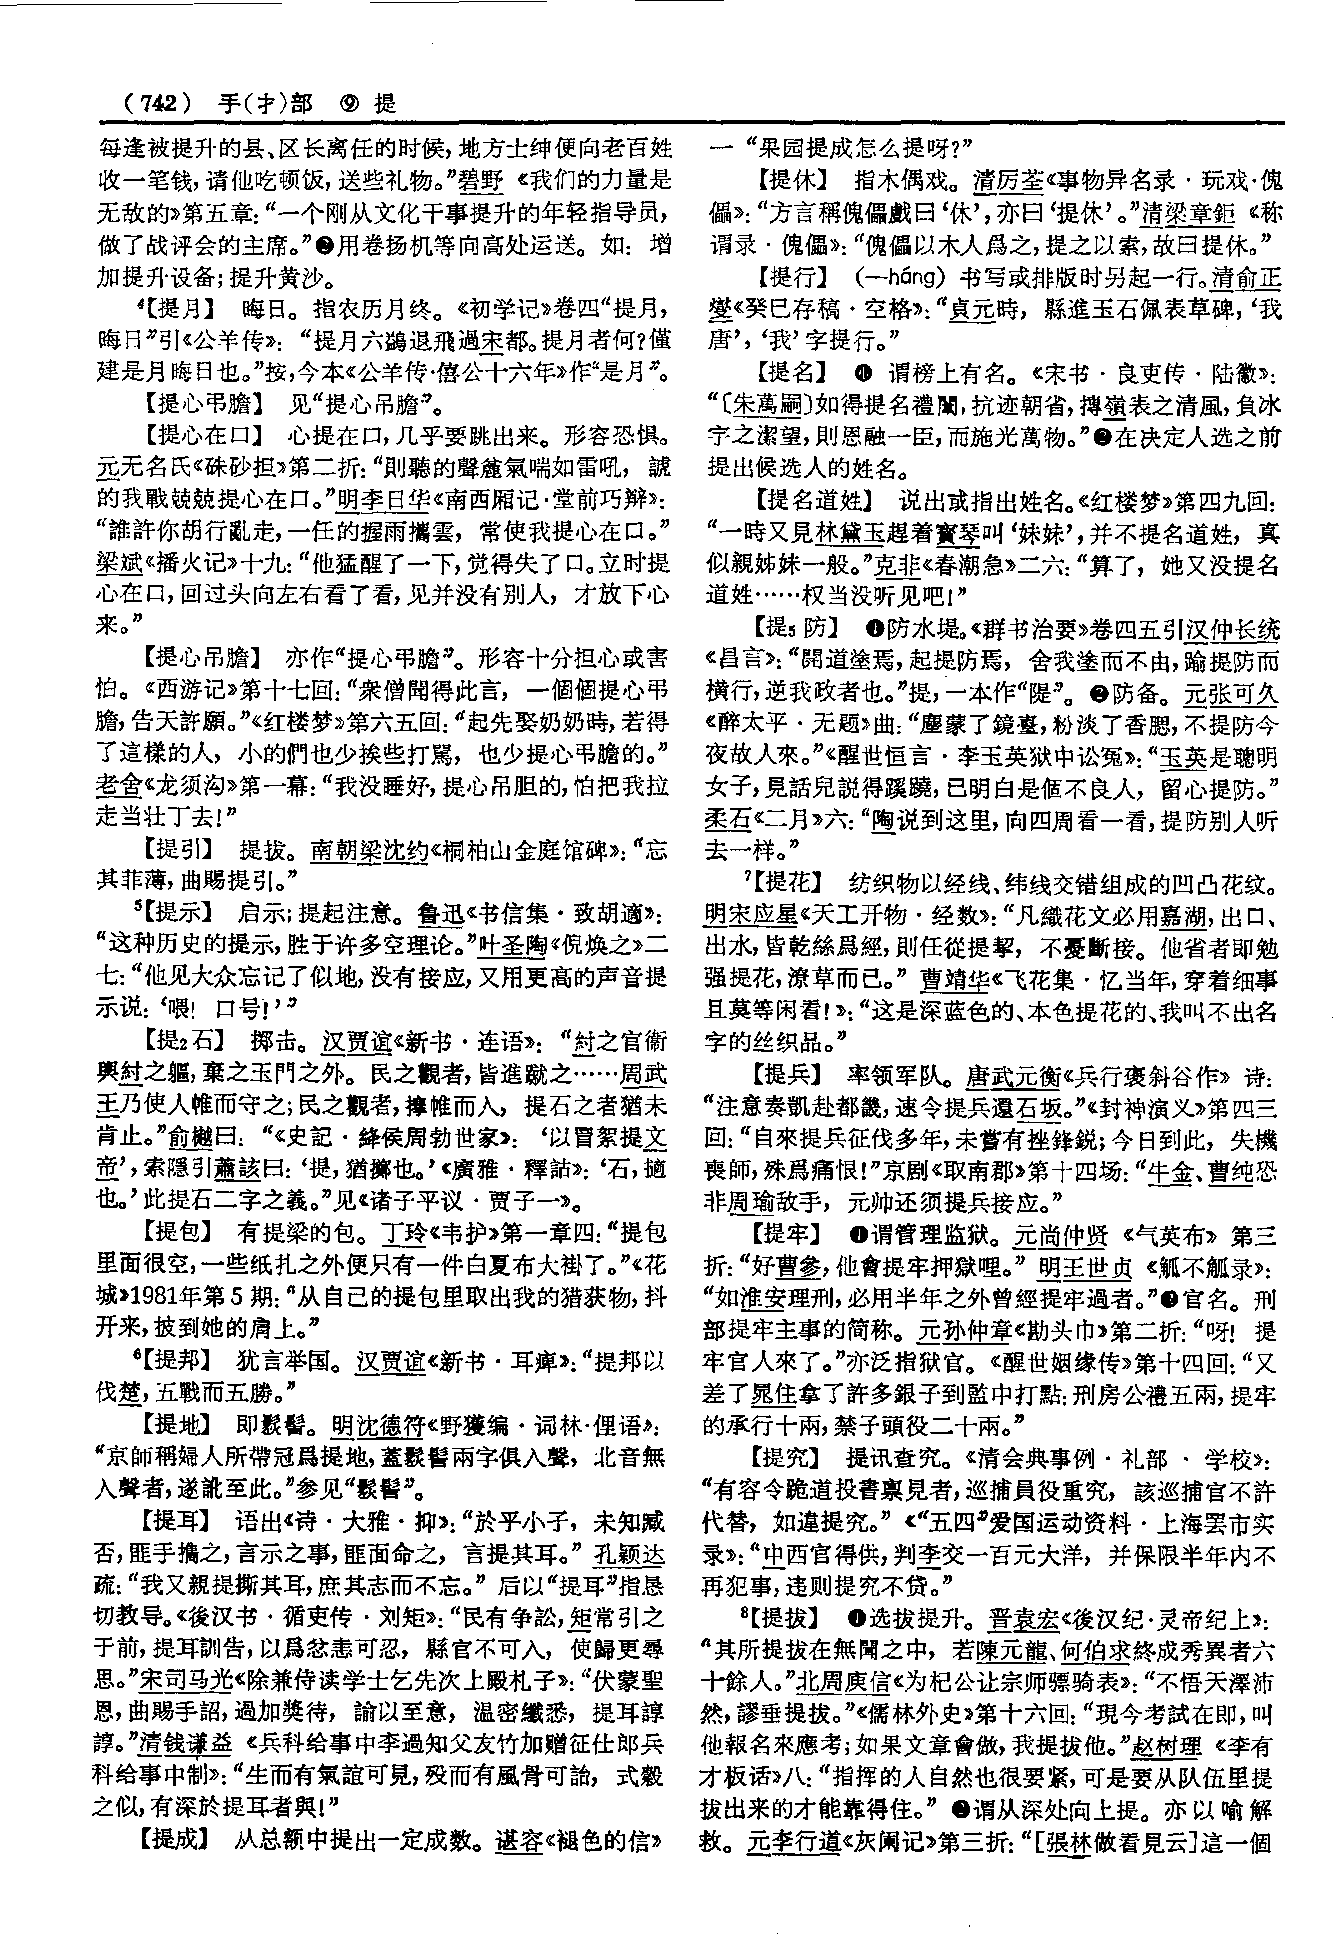 (742) 手(扌)部 ⑨ 提
每逢被提升的县、区长离任的时候,地方士绅便向老百姓
收一笔钱,请他吃顿饭,送些礼物。”碧野《我们的力量是
无敌的》第五章:“一个刚从文化干事提升的年轻指导员,
做了战评会的主席。”❷用卷扬机等向高处运送。如:增
加提升设备;提升黄沙。
⁴【提月】 晦日。指农历月终。《初学记》卷四“提月,
晦日”引《公羊传》:“提月六鷁退飛過宋都。提月者何?僅
建是月晦日也。”按,今本《公羊传·僖公十六年》作“是月”。
【提心弔膽】 见“提心吊膽”。
【提心在口】 心提在口,几乎要跳出来。形容恐惧。
元无名氏《硃砂担》第二折:“則聽的聲麄氣喘如雷吼,諕
的我戰兢兢提心在口。”明李日华《南西厢记·堂前巧辩》:
“誰許你胡行亂走,一任的握雨攜雲,常使我提心在口。”
梁斌《播火记》十九:“他猛醒了一下,觉得失了口。立时提
心在口,回过头向左右看了看,见并没有别人,才放下心
来。”
【提心吊膽】 亦作“提心弔膽”。形容十分担心或害
怕。《西游记》第十七回:“衆僧聞得此言,一個個提心弔
膽,告天許願。”《红楼梦》第六五回:“起先娶奶奶時,若得
了這樣的人,小的們也少挨些打駡,也少提心弔膽的。”
老舍《龙须沟》第一幕:“我没睡好,提心吊胆的,怕把我拉
走当壮丁去!”
【提引】 提拔。南朝梁沈约《桐柏山金庭馆碑》:“忘
其菲薄,曲賜提引。”
⁵【提示】 启示;提起注意。鲁迅《书信集·致胡適》:
“这种历史的提示,胜于许多空理论。”叶圣陶《倪焕之》二
七:“他见大众忘记了似地,没有接应,又用更高的声音提
示说:‘喂!口号!’”
【提₂石】 掷击。汉贾谊《新书·连语》:“紂之官衞
輿紂之軀,棄之玉門之外。民之觀者,皆進蹴之……周武
王乃使人帷而守之;民之觀者,搴帷而入,提石之者猶未
肯止。”俞樾曰:“《史記·絳侯周勃世家》:‘以冒絮提文
帝’,索隱引蕭該曰:‘提,猶擲也。’《廣雅·釋詁》:‘石,擿
也。’此提石二字之義。”见《诸子平议·贾子一》。
【提包】 有提梁的包。丁玲《韦护》第一章四:“提包
里面很空,一些纸扎之外便只有一件白夏布大褂了。”《花
城》1981年第5期:“从自己的提包里取出我的猎获物,抖
开来,披到她的肩上。”
⁶【提邦】 犹言举国。汉贾谊《新书·耳痺》:“提邦以
伐楚,五戰而五勝。”
【提地】 即鬏髻。明沈德符《野獲编·词林·俚语》:
“京師稱婦人所帶冠爲提地,蓋鬏髻兩字俱入聲,北音無
入聲者,遂訛至此。”参见“鬏髻”。
【提耳】 语出《诗·大雅·抑》:“於乎小子,未知臧
否,匪手攜之,言示之事,匪面命之,言提其耳。”孔颖达
疏:“我又親提撕其耳,庶其志而不忘。”后以“提耳”指恳
切教导。《後汉书·循吏传·刘矩》:“民有争訟,矩常引之
于前,提耳訓告,以爲忿恚可忍,縣官不可入,使歸更尋
思。”宋司马光《除兼侍读学士乞先次上殿札子》:“伏蒙聖
恩,曲賜手詔,過加獎待,諭以至意,温密纖悉,提耳諄
諄。”清钱谦益《兵科给事中李過知父友竹加赠征仕郎兵
科给事中制》:“生而有氣誼可見,殁而有風骨可詒,式穀
之似,有深於提耳者與!”
【提成】 从总额中提出一定成数。谌容《褪色的信》
一“果园提成怎么提呀?”
【提休】 指木偶戏。清厉荃《事物异名录·玩戏·傀
儡》:“方言稱傀儡戲曰‘休’,亦曰‘提休’。”清梁章鉅《称
谓录·傀儡》:“傀儡以木人爲之,提之以索,故曰提休。”
【提行】 (—háng)书写或排版时另起一行。清俞正
燮《癸巳存稿·空格》:“貞元時,縣進玉石佩表草碑,‘我
唐’,‘我’字提行。”
【提名】 ❶谓榜上有名。《宋书·良吏传·陆徽》:
“〔朱萬嗣〕如得提名禮闈,抗迹朝省,摶嶺表之清風,負冰
字之潔望,則恩融一臣,而施光萬物。”❷在决定人选之前
提出候选人的姓名。
【提名道姓】 说出或指出姓名。《红楼梦》第四九回:
“一時又見林黛玉趕着寶琴叫‘妹妹’,并不提名道姓,真
似親姊妹一般。”克非《春潮急》二六:“算了,她又没提名
道姓……权当没听见吧!”
【提₅防】 ❶防水堤。《群书治要》卷四五引汉仲长统
《昌言》:“開道塗焉,起提防焉,舍我塗而不由,踰提防而
横行,逆我政者也。”提,一本作“隄”。❷防备。元张可久
《醉太平·无题》曲:“塵蒙了鏡臺,粉淡了香腮,不提防今
夜故人來。”《醒世恒言·李玉英狱中讼冤》:“玉英是聰明
女子,見話兒説得蹊蹺,已明白是個不良人,留心提防。”
柔石《二月》六:“陶说到这里,向四周看一看,提防别人听
去一样。”
⁷【提花】 纺织物以经线、纬线交错组成的凹凸花纹。
明宋应星《天工开物·经数》:“凡織花文必用嘉湖,出口、
出水,皆乾絲爲經,則任從提挈,不憂斷接。他省者即勉
强提花,潦草而已。”曹靖华《飞花集·忆当年,穿着细事
且莫等闲看!》:“这是深蓝色的、本色提花的、我叫不出名
字的丝织品。”
【提兵】 率领军队。唐武元衡《兵行褒斜谷作》诗:
“注意奏凱赴都畿,速令提兵還石坂。”《封神演义》第四三
回:“自來提兵征伐多年,未嘗有挫鋒鋭;今日到此,失機
喪師,殊爲痛恨!”京剧《取南郡》第十四场:“牛金、曹纯恐
非周瑜敌手,元帅还须提兵接应。”
【提牢】 ❶谓管理监狱。元尚仲贤《气英布》第三
折:“好曹參,他會提牢押獄哩。”明王世贞《觚不觚录》:
“如淮安理刑,必用半年之外曾經提牢過者。”❷官名。刑
部提牢主事的简称。元孙仲章《勘头巾》第二折:“呀!提
牢官人來了。”亦泛指狱官。《醒世姻缘传》第十四回:“又
差了晁住拿了許多銀子到監中打點:刑房公禮五兩,提牢
的承行十兩,禁子頭役二十兩。”
【提究】 提讯查究。《清会典事例·礼部·学校》:
“有容令跪道投書禀見者,巡捕員役重究,該巡捕官不許
代替,如違提究。”《“五四”爱国运动资料·上海罢市实
录》:“中西官得供,判李交一百元大洋,并保限半年内不
再犯事,违则提究不贷。”
⁸【提拔】 ❶选拔提升。晋袁宏《後汉纪·灵帝纪上》:
“其所提拔在無聞之中,若陳元龍、何伯求終成秀異者六
十餘人。”北周庾信《为杞公让宗师骠骑表》:“不悟天澤沛
然,謬垂提拔。”《儒林外史》第十六回:“現今考試在即,叫
他報名來應考;如果文章會做,我提拔他。”赵树理《李有
才板话》八:“指挥的人自然也很要紧,可是要从队伍里提
拔出来的才能靠得住。”❷谓从深处向上提。亦以喻解
救。元李行道《灰阑记》第三折:“[張林做看見云]這一個